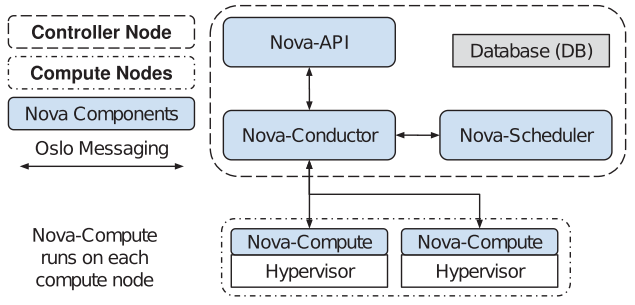 Controller Node
Compute Nodes
Nova Components
Oslo Messaging
Nova-Compute
runs on each
compute node
Nova-API
Database (DB)
Nova-Conductor
Nova-Scheduler
Nova-Compute
Hypervisor
Nova-Compute
Hypervisor